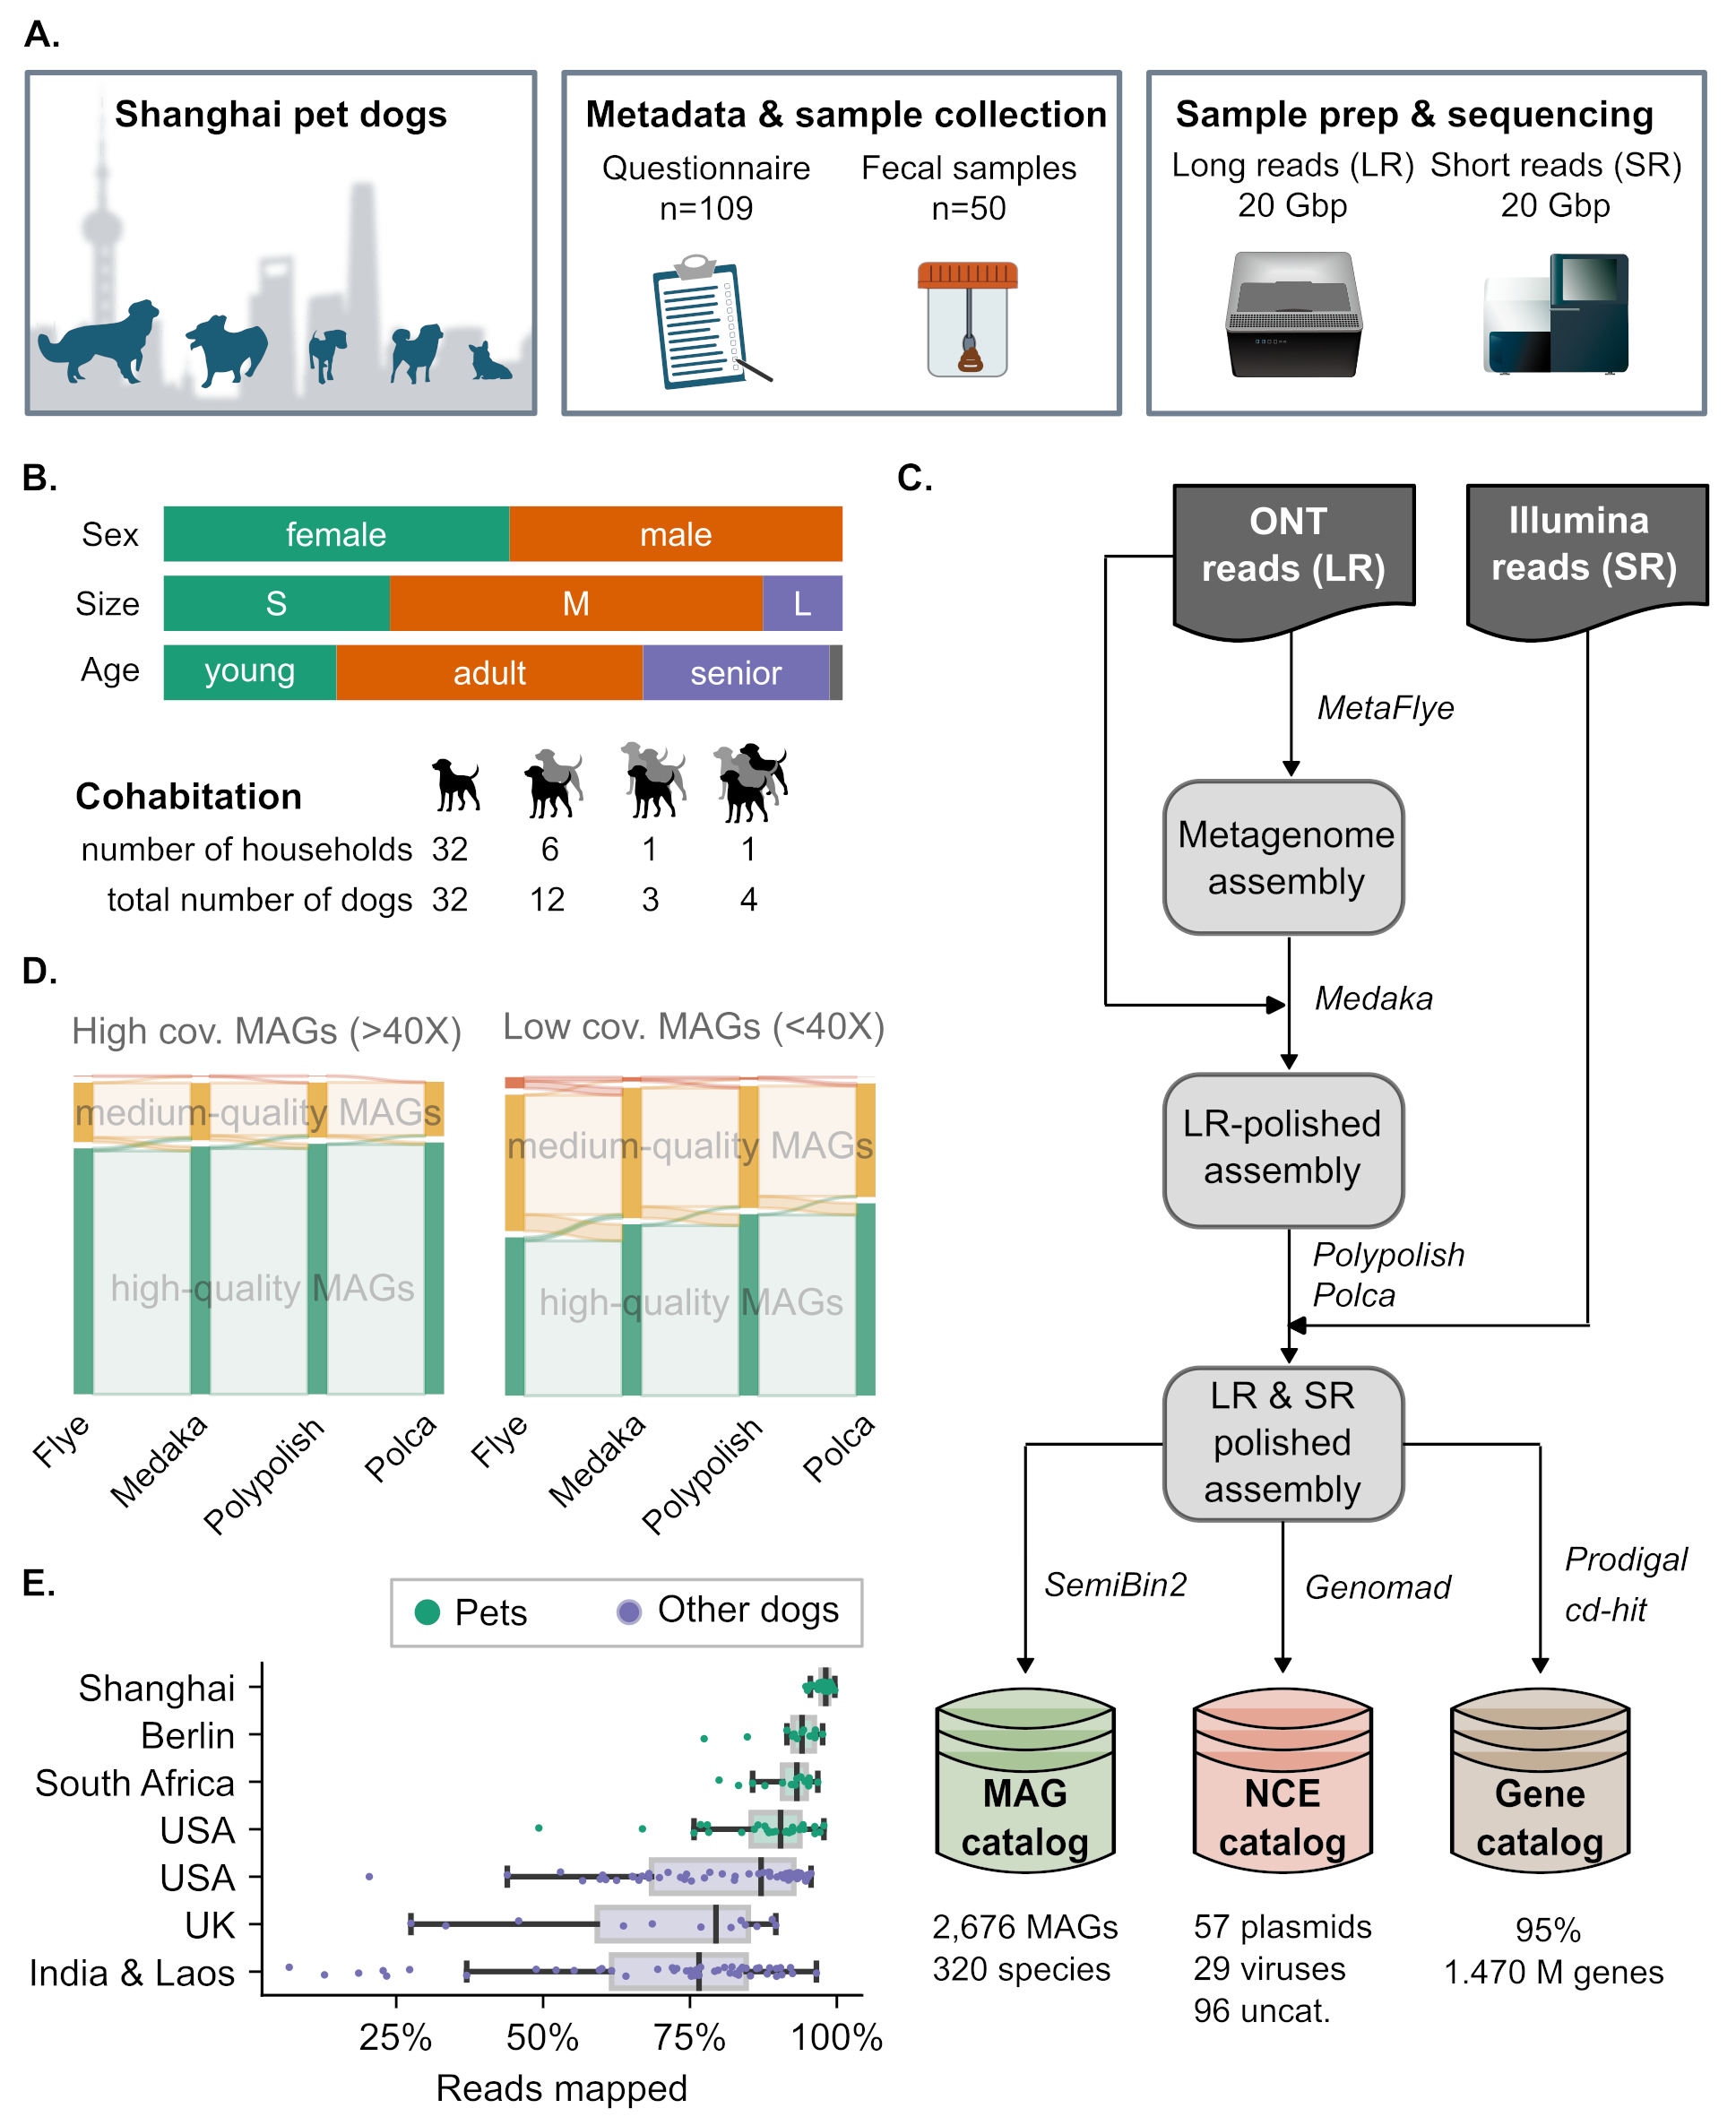 A.
Shanghai pet dogs
Metadata & sample collection
Questionnaire
n=109
Fecal samples
n=50
Sample prep & sequencing
Long reads (LR)
20 Gbp
Short reads (SR)
20 Gbp
B.
Sex
female
male
Size
S
M
L
Age
young
adult
senior
Cohabitation
number of households 32 6 1 1
total number of dogs 32 12 3 4
C.
ONT
reads (LR)
Illumina
reads (SR)
MetaFlye
Metagenome
assembly
Medaka
LR-polished
assembly
Polypolish
Polca
LR & SR
polished
assembly
SemiBin2
Genomad
Prodigal
cd-hit
MAG
catalog
NCE
catalog
Gene
catalog
2,676 MAGs
320 species
57 plasmids
29 viruses
96 uncat.
95%
1.470 M genes
D.
High cov. MAGs (>40X)
medium-quality MAGs
high-quality MAGs
Flye
Medaka
Polypolish
Polca
Low cov. MAGs (<40X)
medium-quality MAGs
high-quality MAGs
Flye
Medaka
Polypolish
Polca
E.
Pets
Other dogs
Shanghai
Berlin
South Africa
USA
USA
UK
India & Laos
25% 50% 75% 100%
Reads mapped